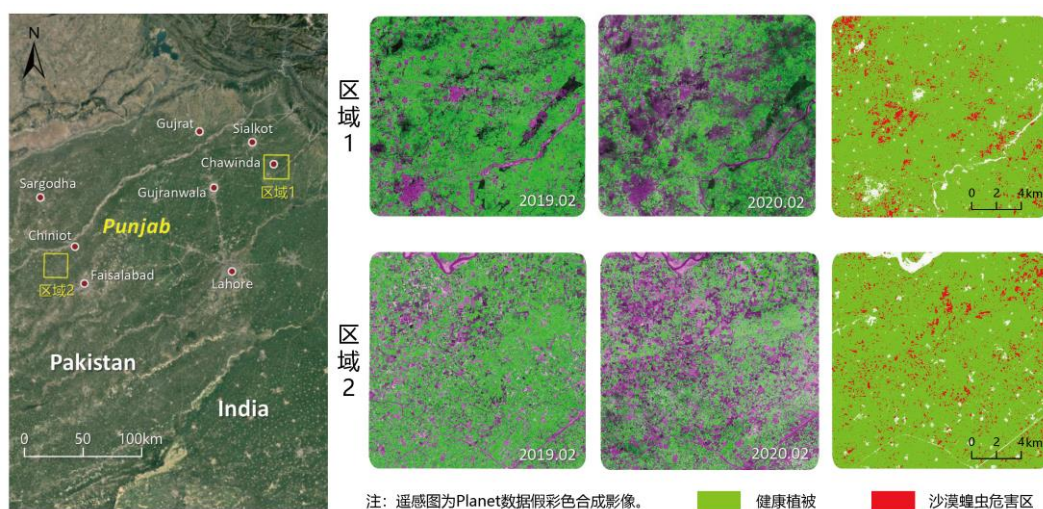 N
Gujrat
Sialkot
Chawinda
区域1
Sargodha
Gujranwala
Punjab
Chiniot
区域2
Faisalabad
Lahore
Pakistan
India
0 50 100km
区域1
2019.02
2020.02
0 2 4km
区域2
2019.02
2020.02
0 2 4km
注：遥感图为Planet数据假彩色合成影像。
健康植被
沙漠蝗虫危害区